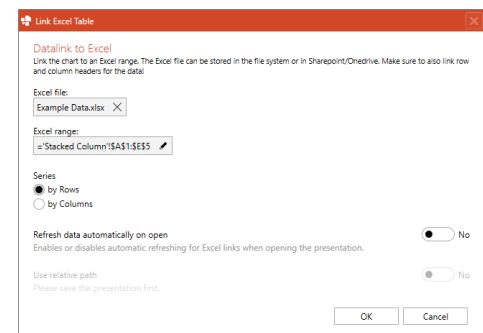 Link Excel Table
Datalink to Excel
Link the chart to an Excel range. The Excel file can be stored in the file system or in Sharepoint/Onedrive. Make sure to also link row
and column headers for the data!
Excel file:
Example Data.xlsx
Excel range:
='Stacked Column'!$A$1:$E$5
Series
by Rows
by Columns
Refresh data automatically on open
No
Enables or disables automatic refreshing for Excel links when opening the presentation.
Use relative path
No
Please save the presentation first.
OK
Cancel